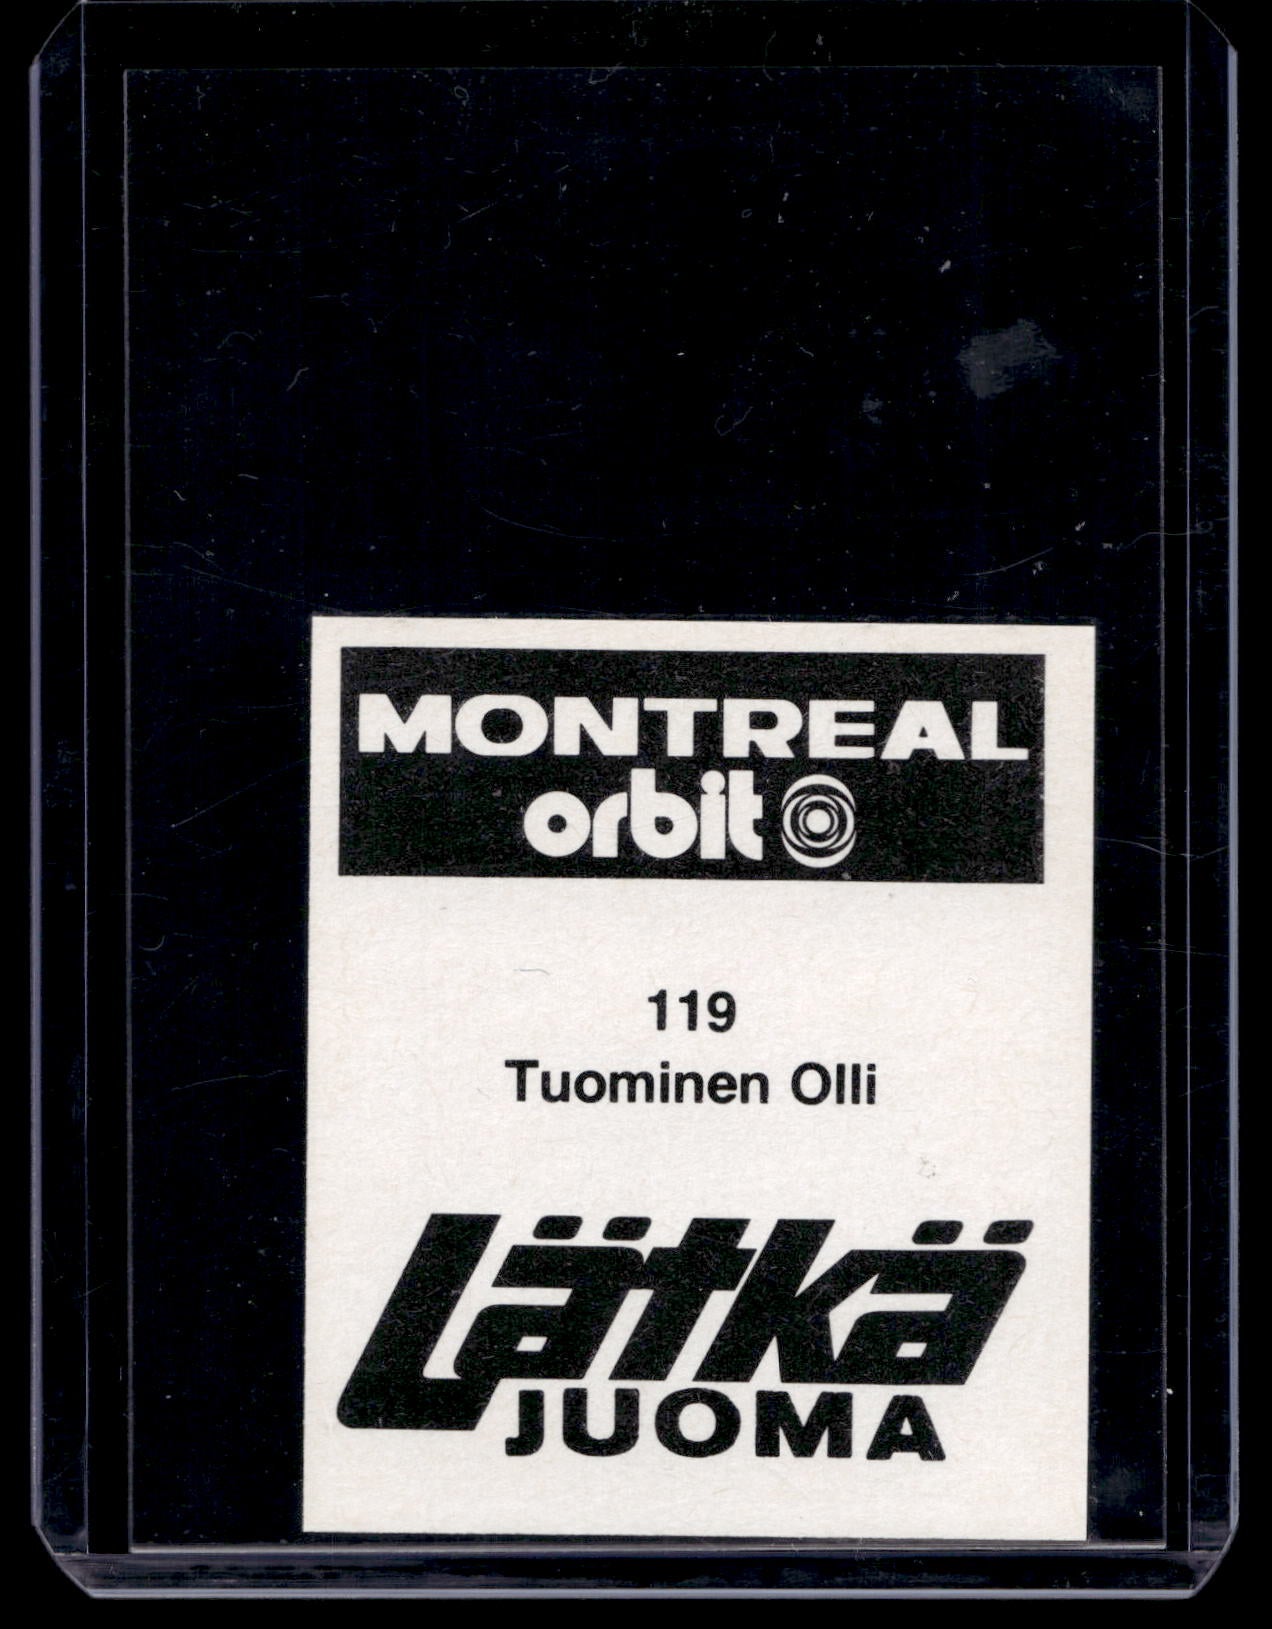 MONTREAL
orbit
119
Tuominen Olli
Lätkä
JUOMA